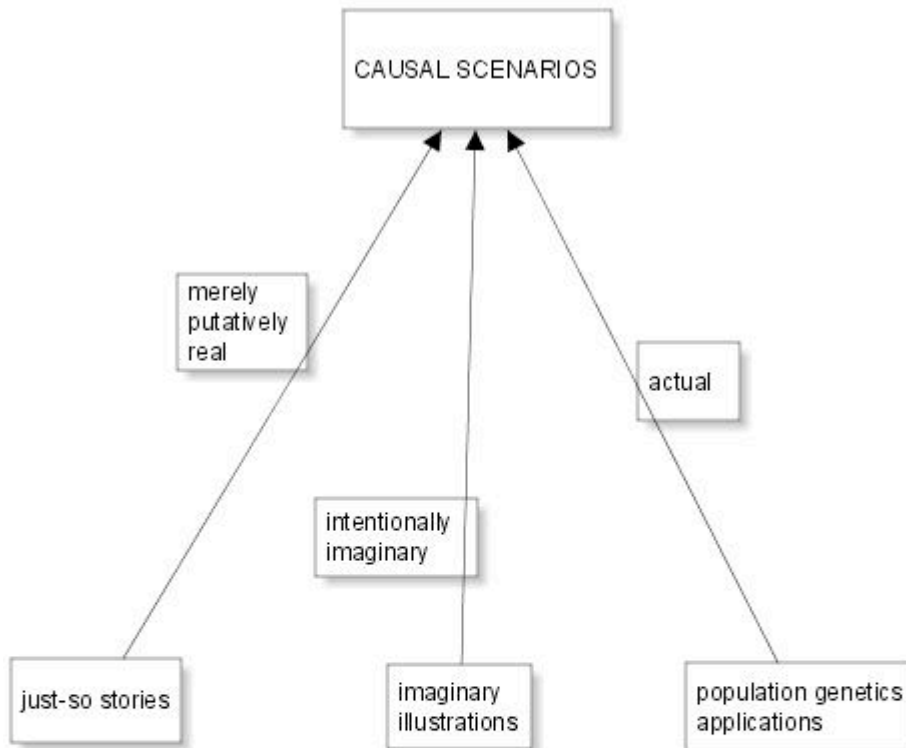 CAUSAL SCENARIOS
merely
putatively
real
actual
intentionally
imaginary
just-so stories
imaginary
illustrations
population genetics
applications